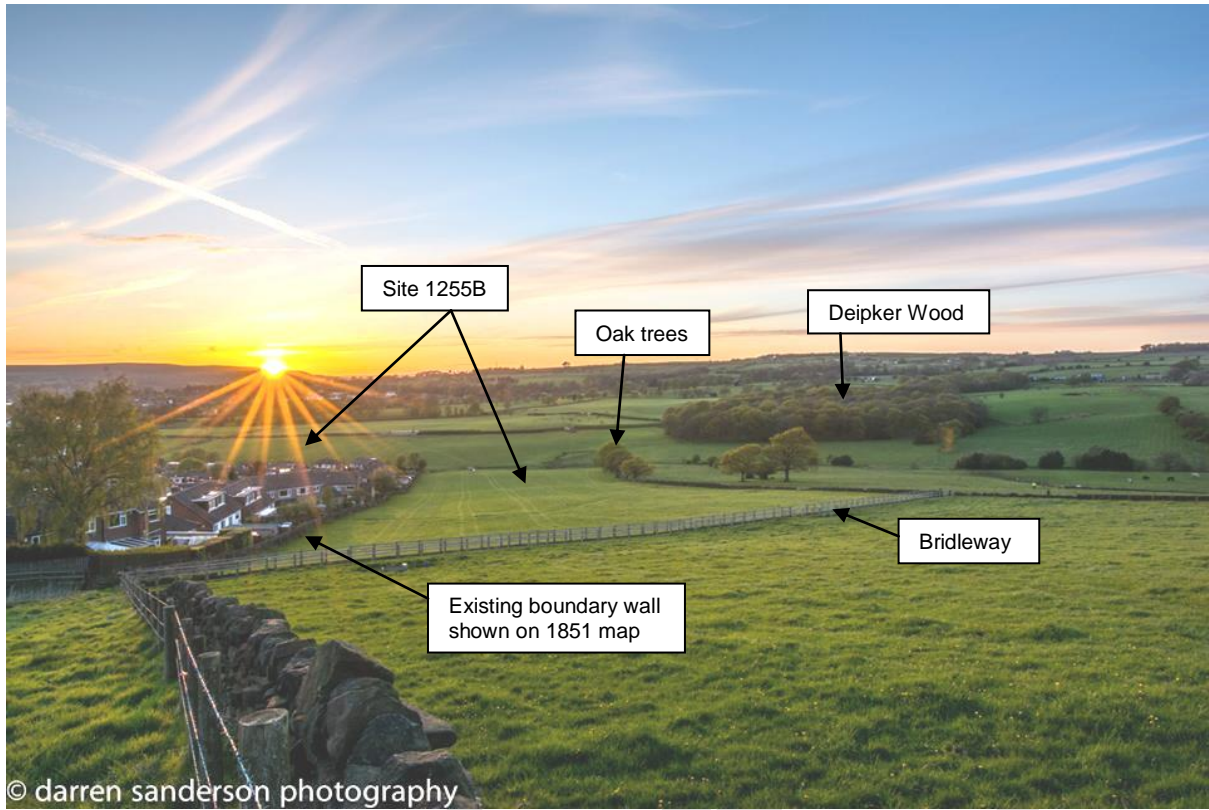 Site 1255B
Oak trees
Deipker Wood
Bridleway
Existing boundary wall
shown on 1851 map
© darren sanderson photography